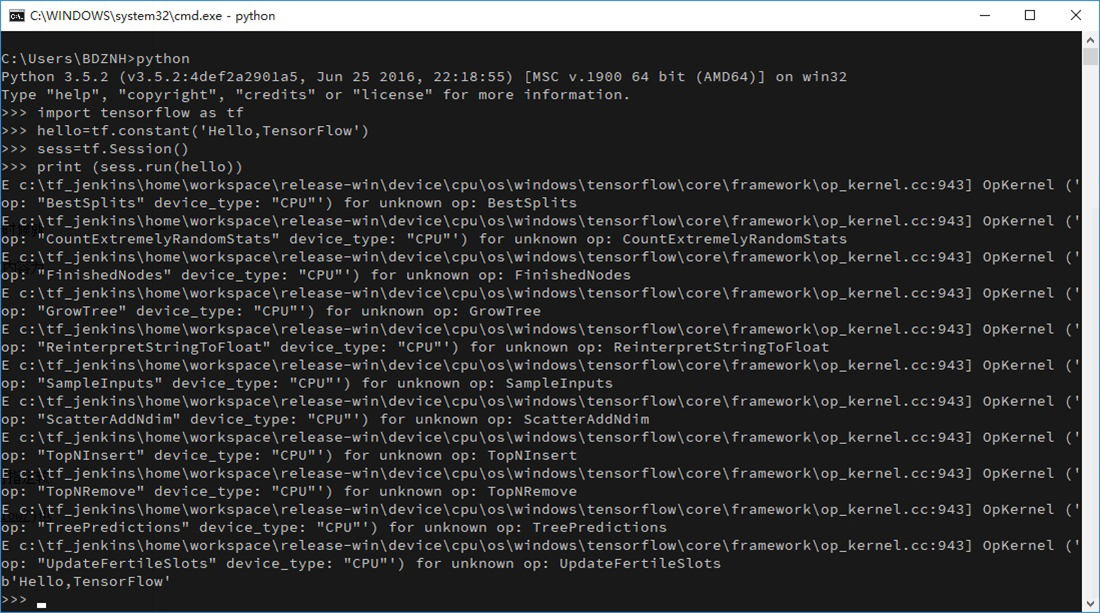 C:\WINDOWS\system32\cmd.exe - python
C:\Users\BDZNH>python
Python 3.5.2 (v3.5.2:4def2a2901a5, Jun 25 2016, 22:18:55) [MSC v.1900 64 bit (AMD64)] on win32
Type "help", "copyright", "credits" or "license" for more information.
>>> import tensorflow as tf
>>> hello=tf.constant('Hello,TensorFlow')
>>> sess=tf.Session()
>>> print (sess.run(hello))
E c:\tf_jenkins\home\workspace\release-win\device\cpu\os\windows\tensorflow\core\framework\op_kernel.cc:943] OpKernel ('
op: "BestSplits" device_type: "CPU"') for unknown op: BestSplits
E c:\tf_jenkins\home\workspace\release-win\device\cpu\os\windows\tensorflow\core\framework\op_kernel.cc:943] OpKernel ('
op: "CountExtremelyRandomStats" device_type: "CPU"') for unknown op: CountExtremelyRandomStats
E c:\tf_jenkins\home\workspace\release-win\device\cpu\os\windows\tensorflow\core\framework\op_kernel.cc:943] OpKernel ('
op: "FinishedNodes" device_type: "CPU"') for unknown op: FinishedNodes
E c:\tf_jenkins\home\workspace\release-win\device\cpu\os\windows\tensorflow\core\framework\op_kernel.cc:943] OpKernel ('
op: "GrowTree" device_type: "CPU"') for unknown op: GrowTree
E c:\tf_jenkins\home\workspace\release-win\device\cpu\os\windows\tensorflow\core\framework\op_kernel.cc:943] OpKernel ('
op: "ReinterpretStringToFloat" device_type: "CPU"') for unknown op: ReinterpretStringToFloat
E c:\tf_jenkins\home\workspace\release-win\device\cpu\os\windows\tensorflow\core\framework\op_kernel.cc:943] OpKernel ('
op: "SampleInputs" device_type: "CPU"') for unknown op: SampleInputs
E c:\tf_jenkins\home\workspace\release-win\device\cpu\os\windows\tensorflow\core\framework\op_kernel.cc:943] OpKernel ('
op: "ScatterAddNdim" device_type: "CPU"') for unknown op: ScatterAddNdim
E c:\tf_jenkins\home\workspace\release-win\device\cpu\os\windows\tensorflow\core\framework\op_kernel.cc:943] OpKernel ('
op: "TopNInsert" device_type: "CPU"') for unknown op: TopNInsert
E c:\tf_jenkins\home\workspace\release-win\device\cpu\os\windows\tensorflow\core\framework\op_kernel.cc:943] OpKernel ('
op: "TopNRemove" device_type: "CPU"') for unknown op: TopNRemove
E c:\tf_jenkins\home\workspace\release-win\device\cpu\os\windows\tensorflow\core\framework\op_kernel.cc:943] OpKernel ('
op: "TreePredictions" device_type: "CPU"') for unknown op: TreePredictions
E c:\tf_jenkins\home\workspace\release-win\device\cpu\os\windows\tensorflow\core\framework\op_kernel.cc:943] OpKernel ('
op: "UpdateFertileSlots" device_type: "CPU"') for unknown op: UpdateFertileSlots
b'Hello,TensorFlow'
>>>